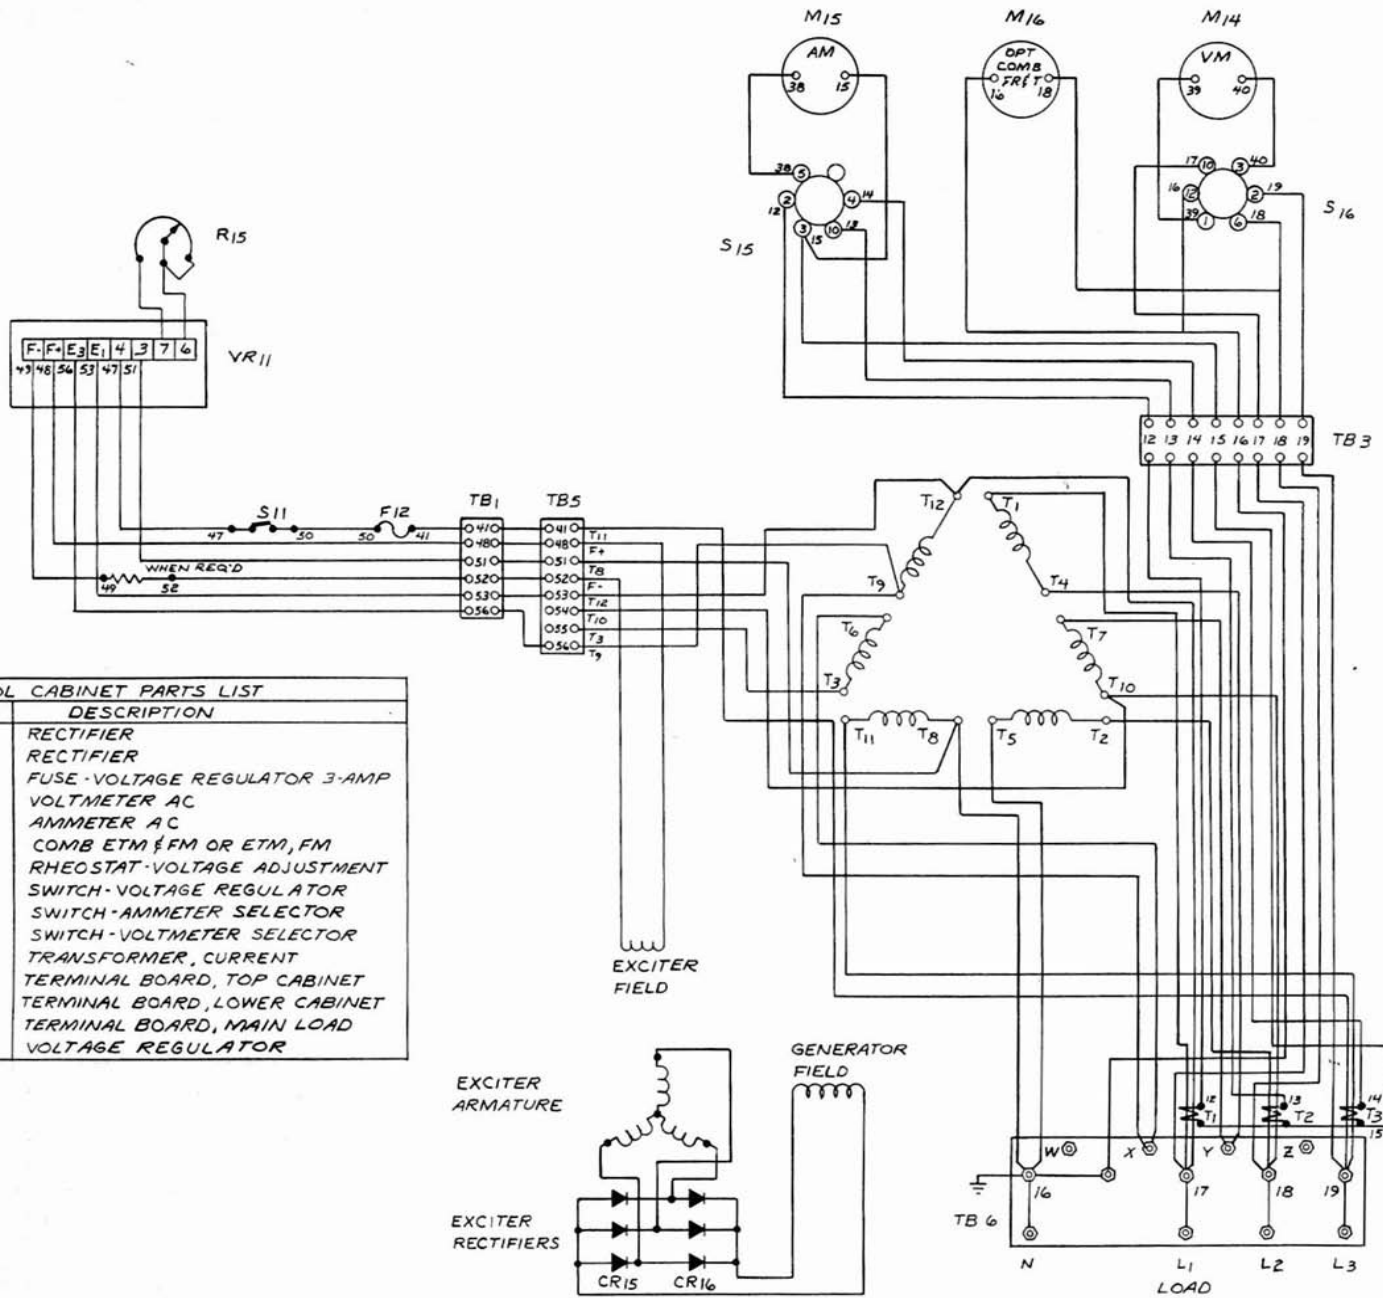 M15
M16
M14
AM
38
15
OPT
COMB
FR&T
16
18
VM
39
40
38
5
2
12
4
14
3
15
10
13
S15
17
10
3
40
16
12
2
19
39
1
6
18
S16
R15
F- F+ E3 E1 4 3 7 6
49 48 56 53 47 51
VR11
12 13 14 15 16 17 18 19
TB3
S11
47
50
F12
50
41
WHEN REQ'D
49
52
TB1
41
48
51
52
53
56
TB5
41
48
51
52
53
54
55
56
T11
F+
T8
F-
T12
T10
T3
T9
T12
T1
T9
T4
T6
T7
T3
T10
T11
T8
T5
T2
OL CABINET PARTS LIST
DESCRIPTION
RECTIFIER
RECTIFIER
FUSE-VOLTAGE REGULATOR 3-AMP
VOLTMETER AC
AMMETER AC
COMB ETM & FM OR ETM, FM
RHEOSTAT-VOLTAGE ADJUSTMENT
SWITCH-VOLTAGE REGULATOR
SWITCH-AMMETER SELECTOR
SWITCH-VOLTMETER SELECTOR
TRANSFORMER, CURRENT
TERMINAL BOARD, TOP CABINET
TERMINAL BOARD, LOWER CABINET
TERMINAL BOARD, MAIN LOAD
VOLTAGE REGULATOR
EXCITER
FIELD
EXCITER
ARMATURE
GENERATOR
FIELD
EXCITER
RECTIFIERS
CR15
CR16
12
T1
13
T2
14
T3
15
W
X
Y
Z
16
17
18
19
TB6
N
L1
L2
L3
LOAD